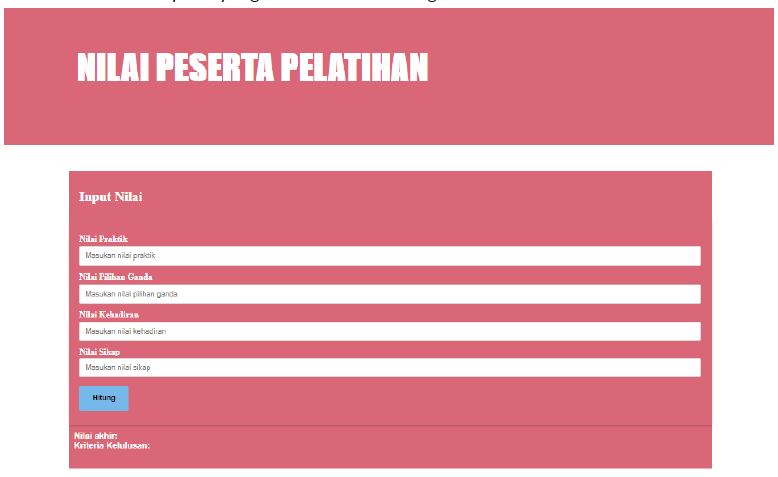 NILAI PESERTA PELATIHAN
Input Nilai
Nilai Praktik
Masukan nilai praktik
Nilai Pilihan Ganda
Masukan nilai pilihan ganda
Nilai Kehadiran
Masukan nilai kehadiran
Nilai Sikap
Masukan nilai sikap
Hitung
Nilai akhir:
Kriteria Kelulusan: